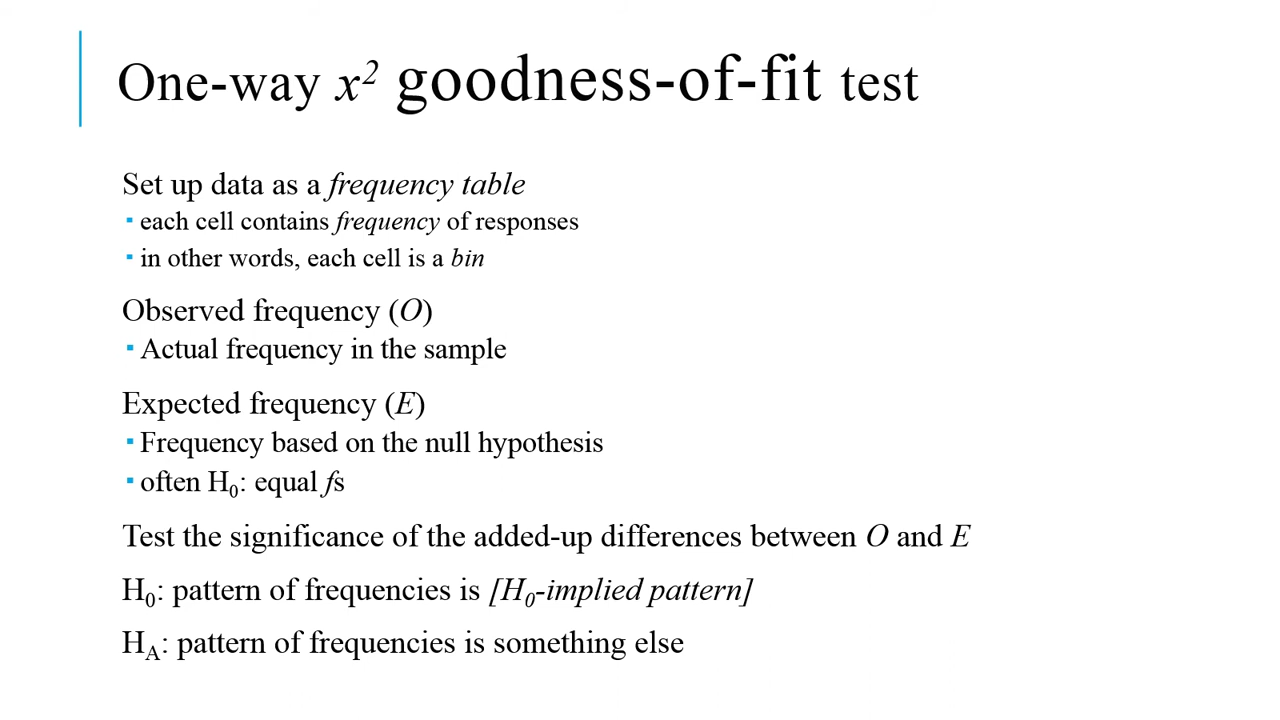 One-way x² goodness-of-fit test
Set up data as a frequency table
▪ each cell contains frequency of responses
▪ in other words, each cell is a bin
Observed frequency (O)
▪ Actual frequency in the sample
Expected frequency (E)
▪ Frequency based on the null hypothesis
▪ often H₀: equal fs
Test the significance of the added-up differences between O and E
H₀: pattern of frequencies is [H₀-implied pattern]
H_A: pattern of frequencies is something else